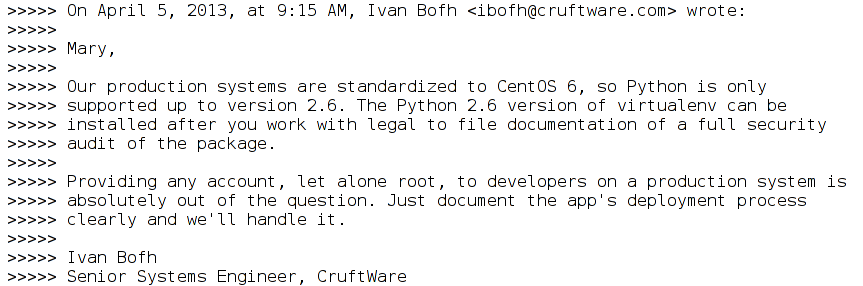 >>>>> On April 5, 2013, at 9:15 AM, Ivan Bofh <ibofh@cruftware.com> wrote:
>>>>>
>>>>> Mary,
>>>>>
>>>>> Our production systems are standardized to CentOS 6, so Python is only
>>>>> supported up to version 2.6. The Python 2.6 version of virtualenv can be
>>>>> installed after you work with legal to file documentation of a full security
>>>>> audit of the package.
>>>>>
>>>>> Providing any account, let alone root, to developers on a production system is
>>>>> absolutely out of the question. Just document the app's deployment process
>>>>> clearly and we'll handle it.
>>>>>
>>>>> Ivan Bofh
>>>>> Senior Systems Engineer, CruftWare